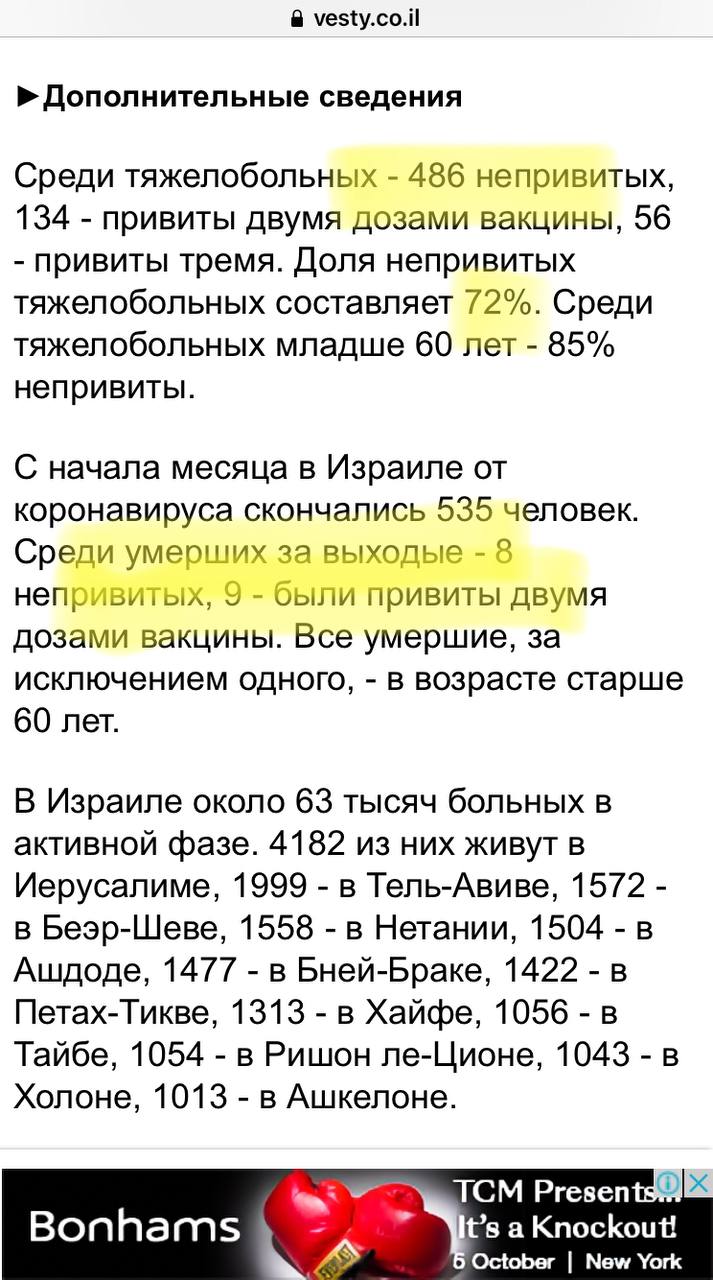 vesty.co.il
►Дополнительные сведения
Среди тяжелобольных - 486 непривитых,
134 - привиты двумя дозами вакцины, 56
- привиты тремя. Доля непривитых
тяжелобольных составляет 72%. Среди
тяжелобольных младше 60 лет - 85%
непривиты.
С начала месяца в Израиле от
коронавируса скончались 535 человек.
Среди умерших за выходые - 8
непривитых, 9 - были привиты двумя
дозами вакцины. Все умершие, за
исключением одного, - в возрасте старше
60 лет.
В Израиле около 63 тысяч больных в
активной фазе. 4182 из них живут в
Иерусалиме, 1999 - в Тель-Авиве, 1572 -
в Беэр-Шеве, 1558 - в Нетании, 1504 - в
Ашдоде, 1477 - в Бней-Браке, 1422 - в
Петах-Тикве, 1313 - в Хайфе, 1056 - в
Тайбе, 1054 - в Ришон ле-Ционе, 1043 - в
Холоне, 1013 - в Ашкелоне.
Bonhams
EVERLAST
TCM Presents...
It's a Knockout!
5 October | New York